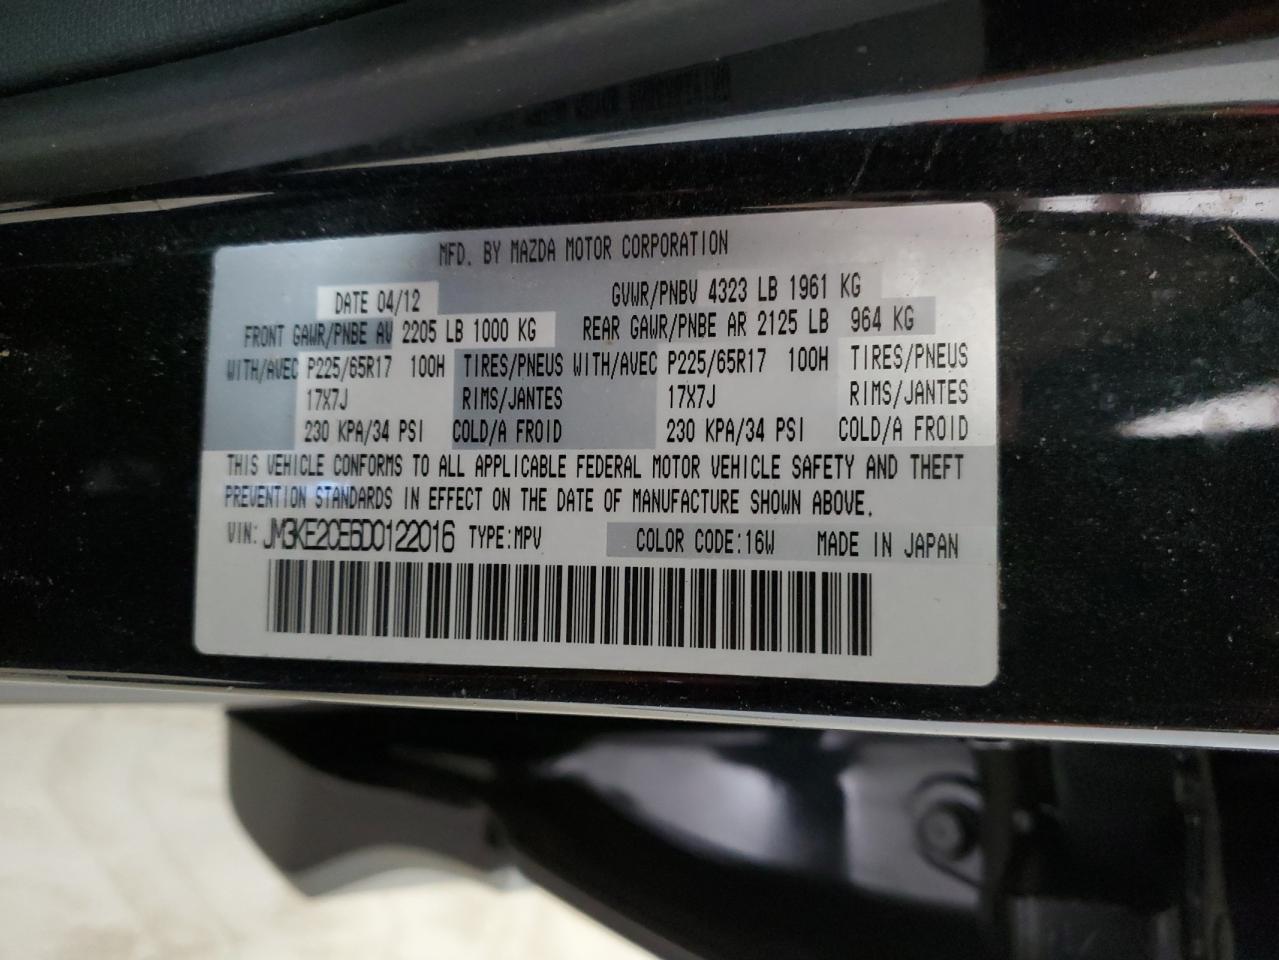 MFD. BY MAZDA MOTOR CORPORATION
DATE 04/12 GVWR/PNBV 4323 LB 1961 KG
FRONT GAWR/PNBE AV 2205 LB 1000 KG REAR GAWR/PNBE AR 2125 LB 964 KG
WITH/AVEC P225/65R17 100H TIRES/PNEUS WITH/AVEC P225/65R17 100H TIRES/PNEUS
17X7J RIMS/JANTES 17X7J RIMS/JANTES
230 KPA/34 PSI COLD/A FROID 230 KPA/34 PSI COLD/A FROID
THIS VEHICLE CONFORMS TO ALL APPLICABLE FEDERAL MOTOR VEHICLE SAFETY AND THEFT
PREVENTION STANDARDS IN EFFECT ON THE DATE OF MANUFACTURE SHOWN ABOVE.
VIN: JM3KE2CE6D0122016 TYPE:MPV COLOR CODE:16W MADE IN JAPAN